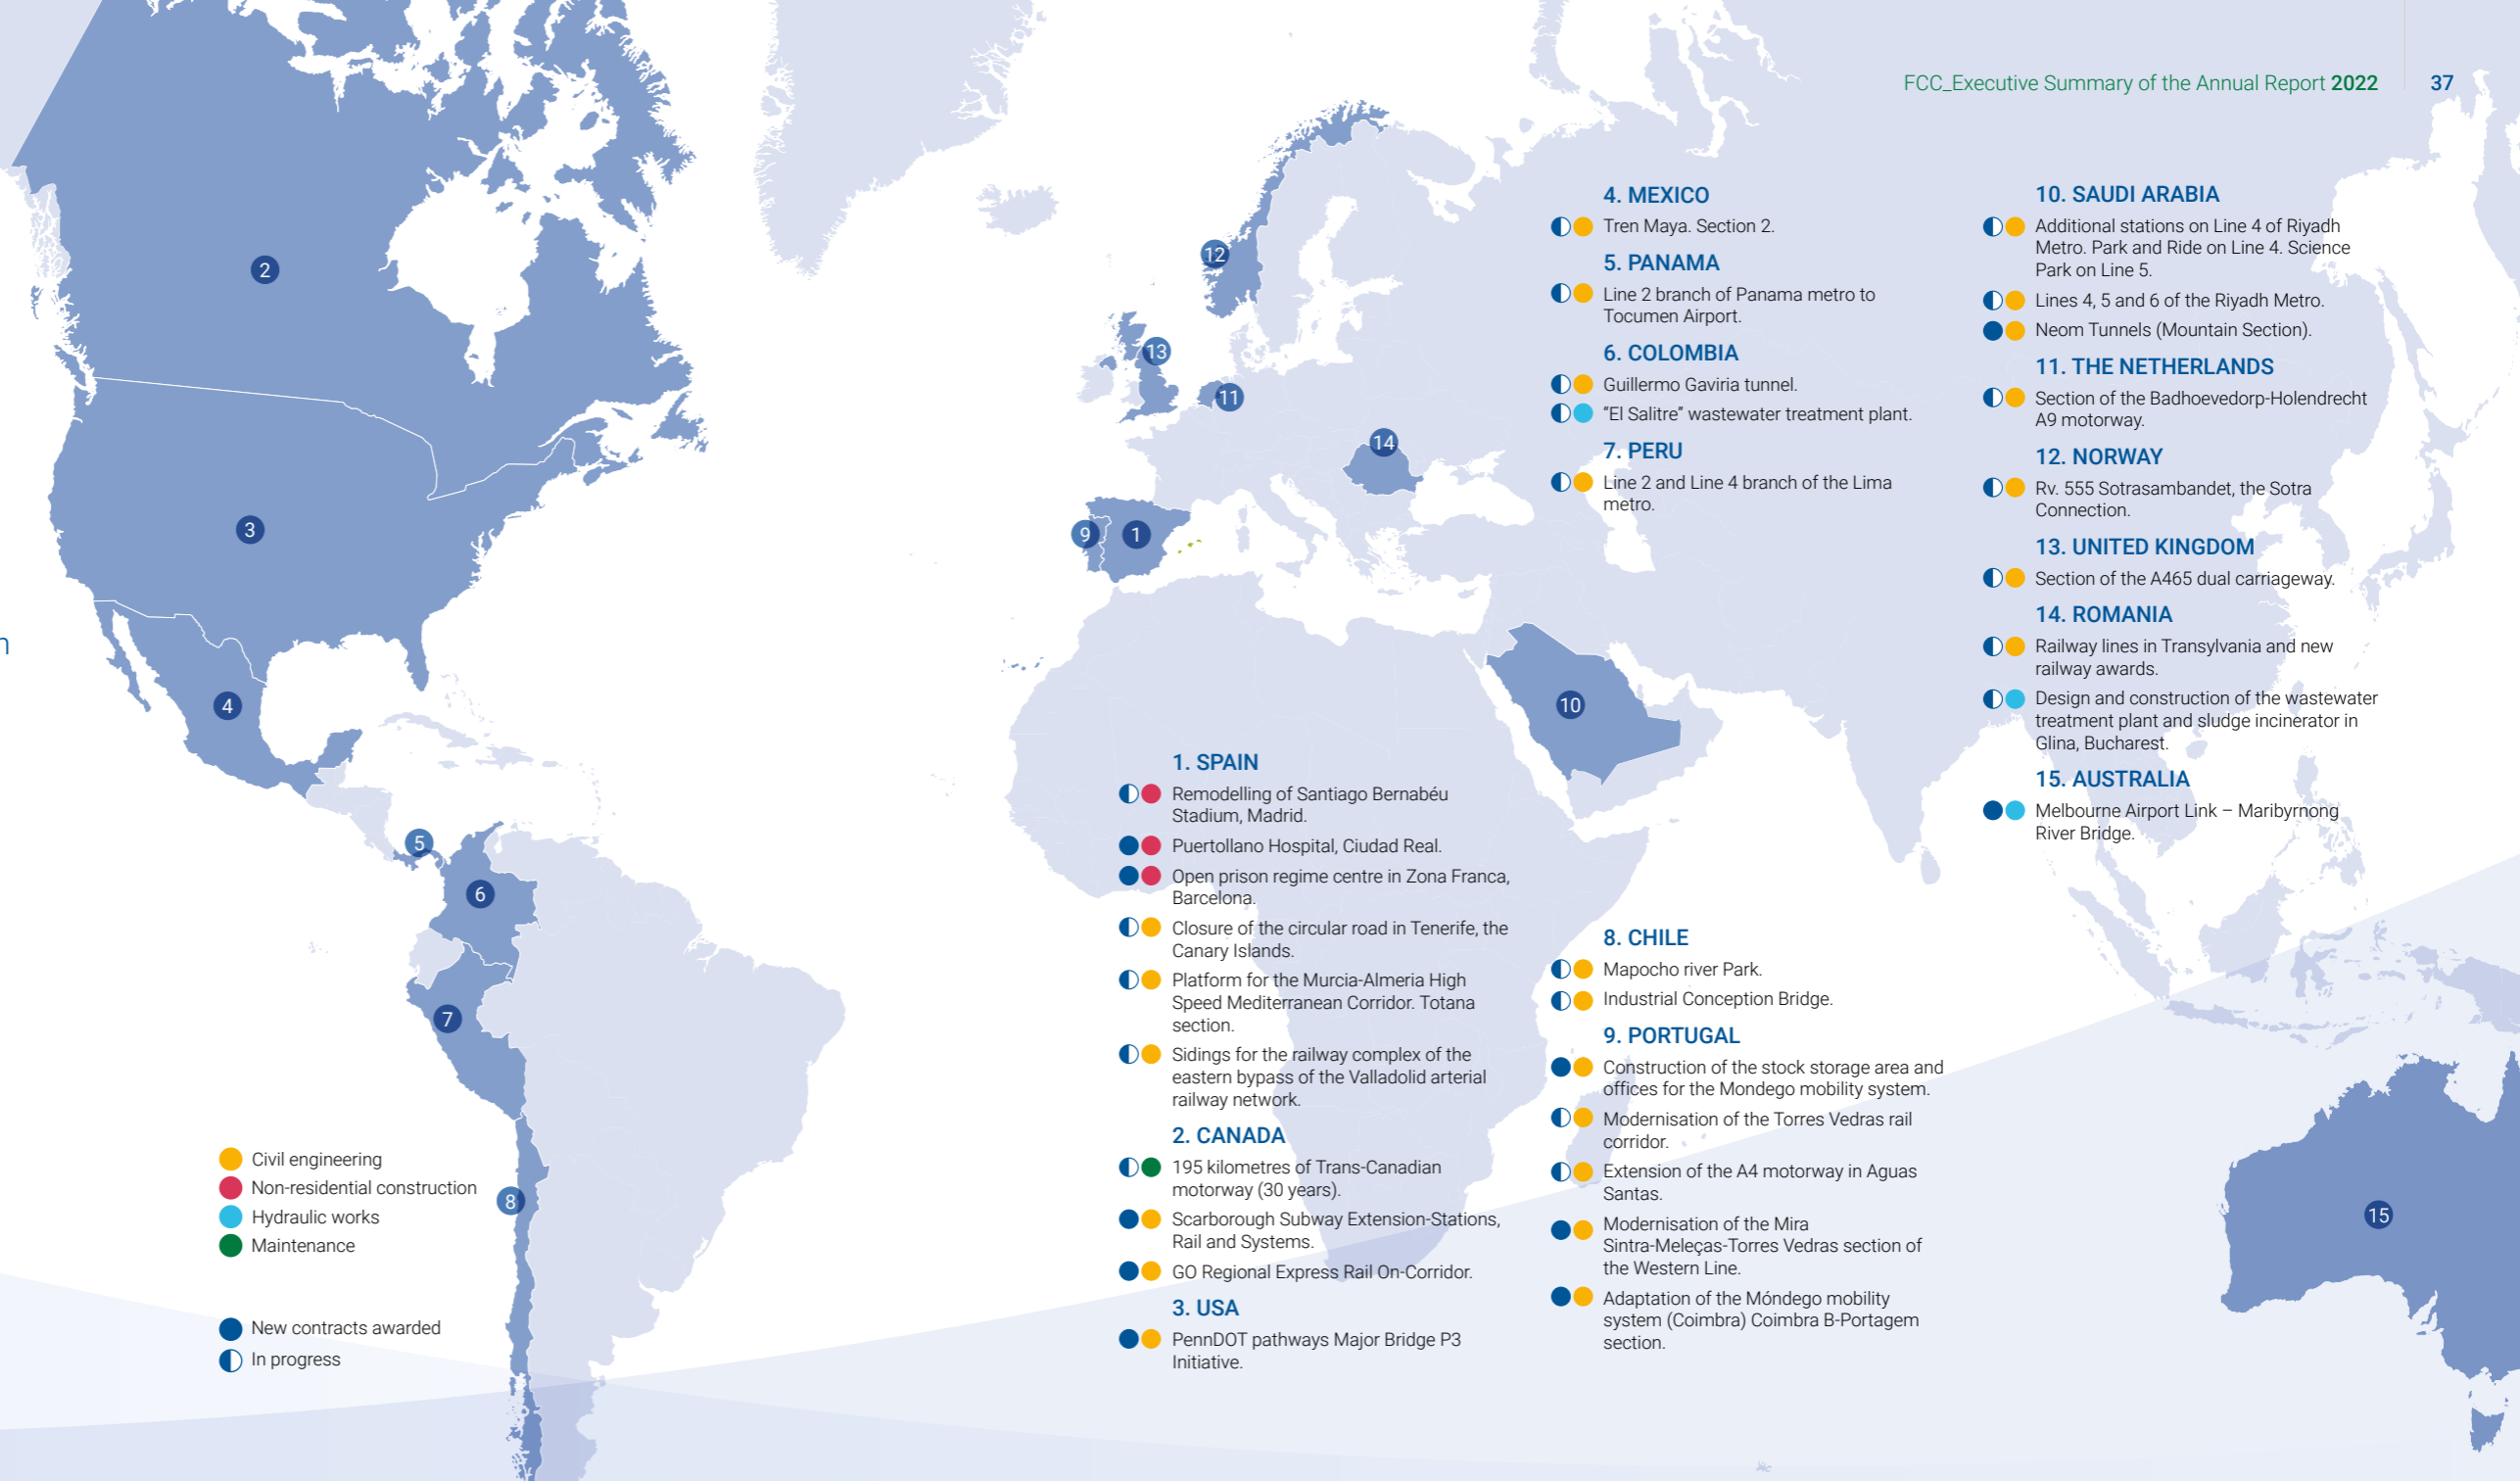 FCC_Executive Summary of the Annual Report 2022
37
n
2
3
4
5
6
7
8
9
1
10
11
12
13
14
15
Civil engineering
Non-residential construction
Hydraulic works
Maintenance
New contracts awarded
In progress
1. SPAIN
Remodelling of Santiago Bernabéu
Stadium, Madrid.
Puertollano Hospital, Ciudad Real.
Open prison regime centre in Zona Franca,
Barcelona.
Closure of the circular road in Tenerife, the
Canary Islands.
Platform for the Murcia-Almeria High
Speed Mediterranean Corridor. Totana
section.
Sidings for the railway complex of the
eastern bypass of the Valladolid arterial
railway network.
2. CANADA
195 kilometres of Trans-Canadian
motorway (30 years).
Scarborough Subway Extension-Stations,
Rail and Systems.
GO Regional Express Rail On-Corridor.
3. USA
PennDOT pathways Major Bridge P3
Initiative.
4. MEXICO
Tren Maya. Section 2.
5. PANAMA
Line 2 branch of Panama metro to
Tocumen Airport.
6. COLOMBIA
Guillermo Gaviria tunnel.
“El Salitre” wastewater treatment plant.
7. PERU
Line 2 and Line 4 branch of the Lima
metro.
8. CHILE
Mapocho river Park.
Industrial Conception Bridge.
9. PORTUGAL
Construction of the stock storage area and
offices for the Mondego mobility system.
Modernisation of the Torres Vedras rail
corridor.
Extension of the A4 motorway in Aguas
Santas.
Modernisation of the Mira
Sintra-Meleças-Torres Vedras section of
the Western Line.
Adaptation of the Móndego mobility
system (Coimbra) Coimbra B-Portagem
section.
10. SAUDI ARABIA
Additional stations on Line 4 of Riyadh
Metro. Park and Ride on Line 4. Science
Park on Line 5.
Lines 4, 5 and 6 of the Riyadh Metro.
Neom Tunnels (Mountain Section).
11. THE NETHERLANDS
Section of the Badhoevedorp-Holendrecht
A9 motorway.
12. NORWAY
Rv. 555 Sotrasambandet, the Sotra
Connection.
13. UNITED KINGDOM
Section of the A465 dual carriageway.
14. ROMANIA
Railway lines in Transylvania and new
railway awards.
Design and construction of the wastewater
treatment plant and sludge incinerator in
Glina, Bucharest.
15. AUSTRALIA
Melbourne Airport Link – Maribyrnong
River Bridge.